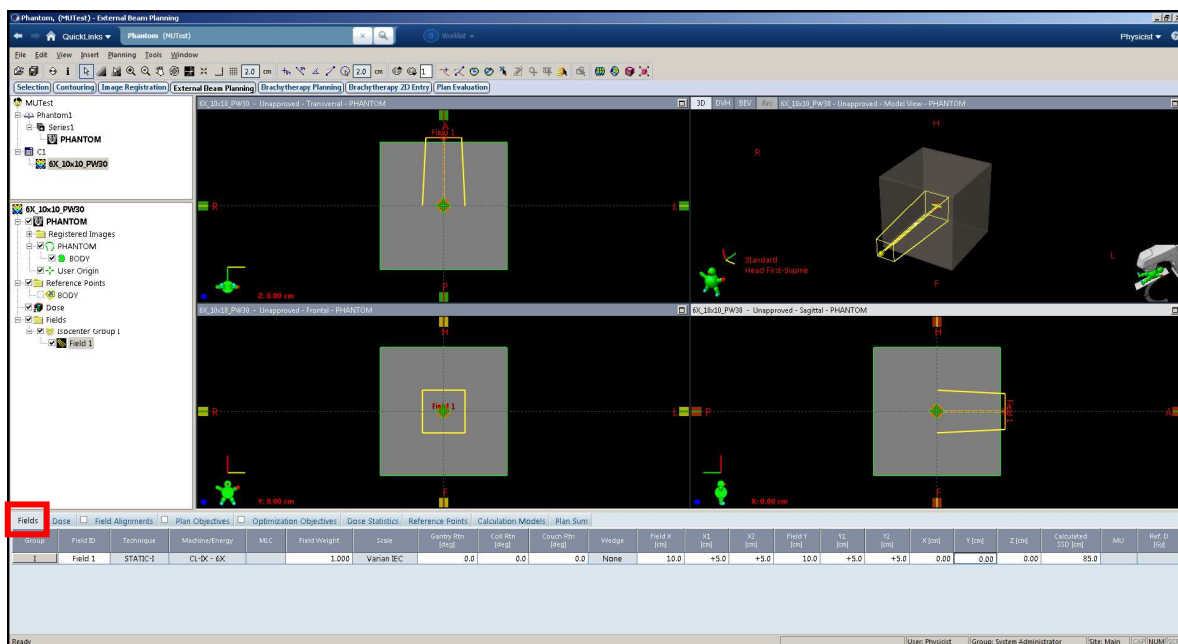 Phantom, (MUTest) - External Beam Planning
QuickLinks Phantom (MUTest) Worklist Physicist
File Edit View Insert Planning Tools Window
2.0 cm 2.0 cm 1
Selection Contouring Image Registration External Beam Planning Brachytherapy Planning Brachytherapy 2D Entry Plan Evaluation
MUTest
Phantom1
Series1
PHANTOM
C1
6X_10x10_PW30
6X_10x10_PW30
PHANTOM
Registered Images
PHANTOM
BODY
User Origin
Reference Points
BODY
Dose
Fields
Isocenter Group 1
Field 1
6X_10x10_PW30 - Unapproved - Transversal - PHANTOM
A
Field 1
R
L
P
Z: 0.00 cm
3D DVH BEV Arc 6X_10x10_PW30 - Unapproved - Model View - PHANTOM
H
R
L
F
Standard
Head First-Supine
6X_10x10_PW30 - Unapproved - Frontal - PHANTOM
H
R
Field 1
L
F
Y: 0.00 cm
6X_10x10_PW30 - Unapproved - Sagittal - PHANTOM
H
P
Field 1
A
F
X: 0.00 cm
Fields Dose Field Alignments Plan Objectives Optimization Objectives Dose Statistics Reference Points Calculation Models Plan Sum
Group Field ID Technique Machine/Energy MLC Field Weight Scale Gantry Rtn [deg] Coll Rtn [deg] Couch Rtn [deg] Wedge Field X [cm] X1 [cm] X2 [cm] Field Y [cm] Y1 [cm] Y2 [cm] X [cm] Y [cm] Z [cm] Calculated SSD [cm] MU Ref. D [Gy]
I Field 1 STATIC-I CL-IX - 6X 1.000 Varian IEC 0.0 0.0 0.0 None 10.0 +5.0 +5.0 10.0 +5.0 +5.0 0.00 0.00 0.00 85.0
Ready User: Physicist Group: System Administrator Site: Main CAP NUM